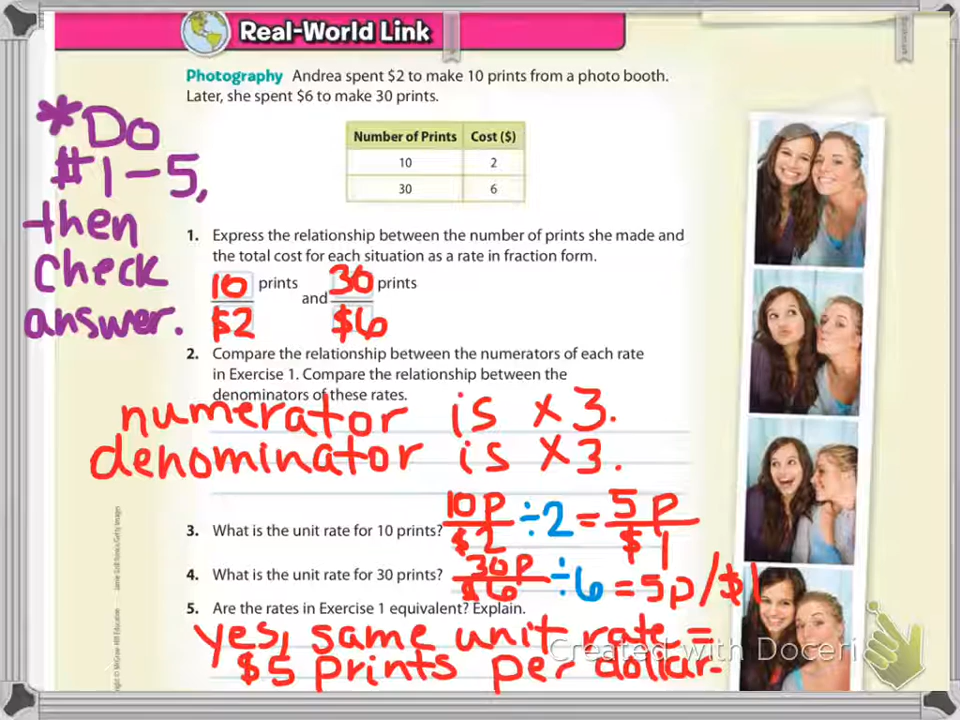 Real-World Link
Photography Andrea spent $2 to make 10 prints from a photo booth.
Later, she spent $6 to make 30 prints.
*Do
#1-5,
then
check
answer.
Number of Prints Cost ($)
10 2
30 6
1. Express the relationship between the number of prints she made and
the total cost for each situation as a rate in fraction form.
10 prints 30 prints
and
$2 $6
2. Compare the relationship between the numerators of each rate
in Exercise 1. Compare the relationship between the
denominators of these rates.
numerator is x 3.
denominator is x 3.
3. What is the unit rate for 10 prints? 10p/$2 ÷2 = 5p/$1
4. What is the unit rate for 30 prints? 30p/$6 ÷6 = 5p/$1
5. Are the rates in Exercise 1 equivalent? Explain.
yes, same unit rate =
$5 prints per dollar.
Created with Doceri